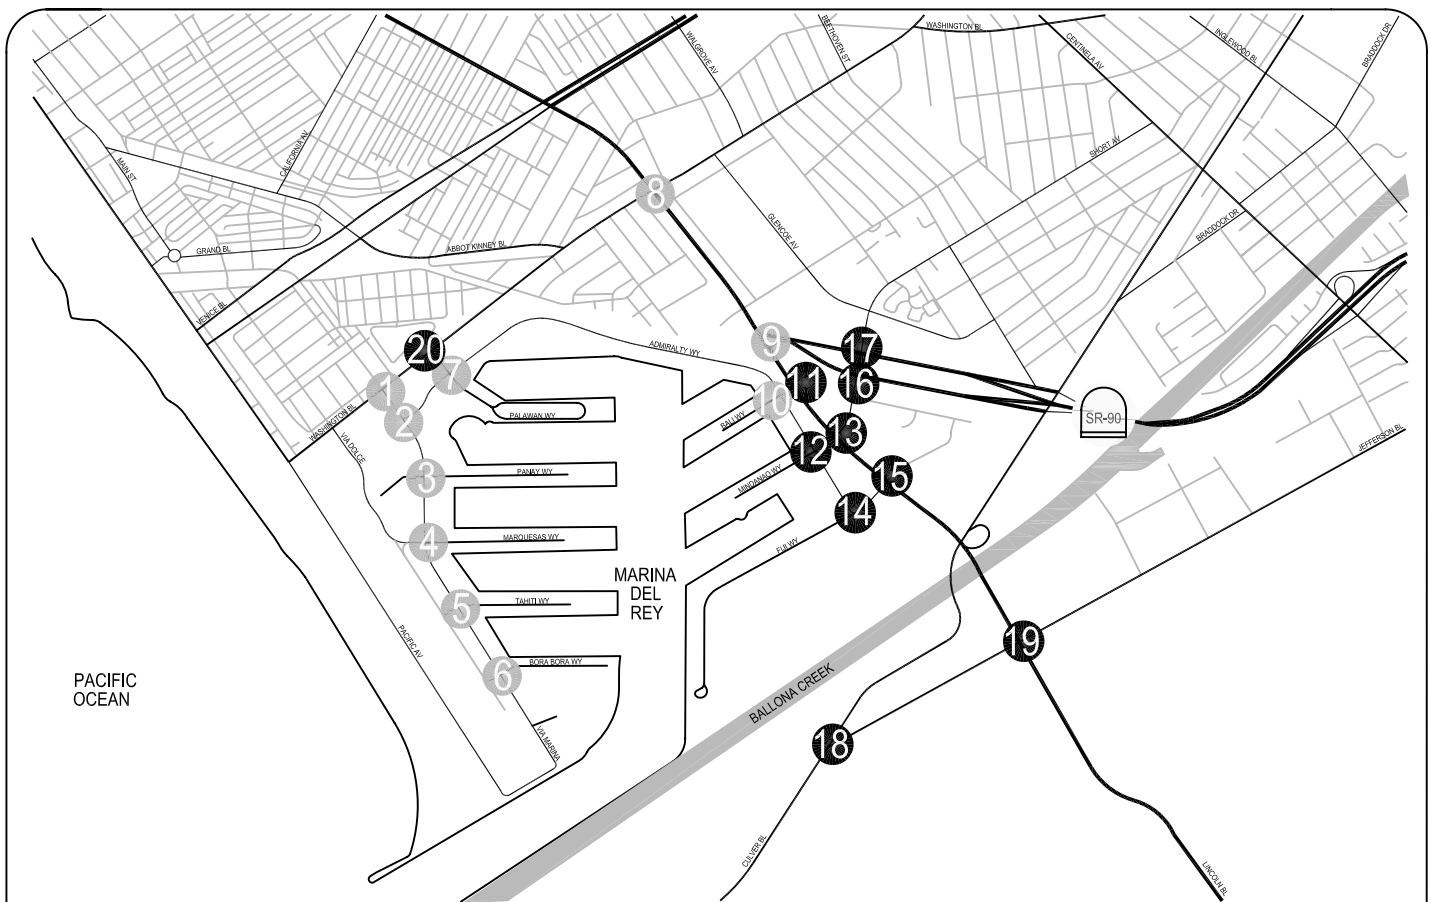 WASHINGTON BL
BEETHOVEN ST
WALGROVE AV
CENTINELA AV
INGLEWOOD BL
BRADDOCK DR
CALIFORNIA AV
MAIN ST
SHORT AV
8
GLENCOE AV
BRADDOCK DR
GRAND BL
ABBOT KINNEY BL
VENICE BL
ADMIRALTY WY
9
17
20
7
11
16
1
10
SR-90
PALAWAN WY
BALI WY
2
WASHINGTON BL
13
JEFFERSON BL
VIA DOLCE
12
3
PANAY WY
MINDANAO WY
15
14
4
MARQUESAS WY
FIJI WY
MARINA
DEL
REY
5
TAHITI WY
PACIFIC AV
19
6
BORA BORA WY
PACIFIC
OCEAN
BALLONA CREEK
VIA MARINA
18
CULVER BL
LINCOLN BL